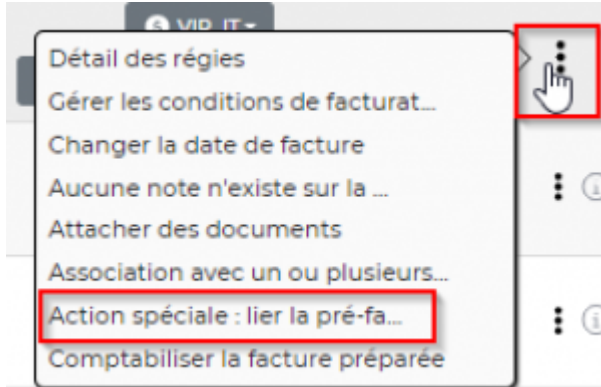 VIP_IT
Détail des régies
Gérer les conditions de facturat...
Changer la date de facture
Aucune note n'existe sur la ...
Attacher des documents
Association avec un ou plusieurs...
Action spéciale : lier la pré-fa...
Comptabiliser la facture préparée